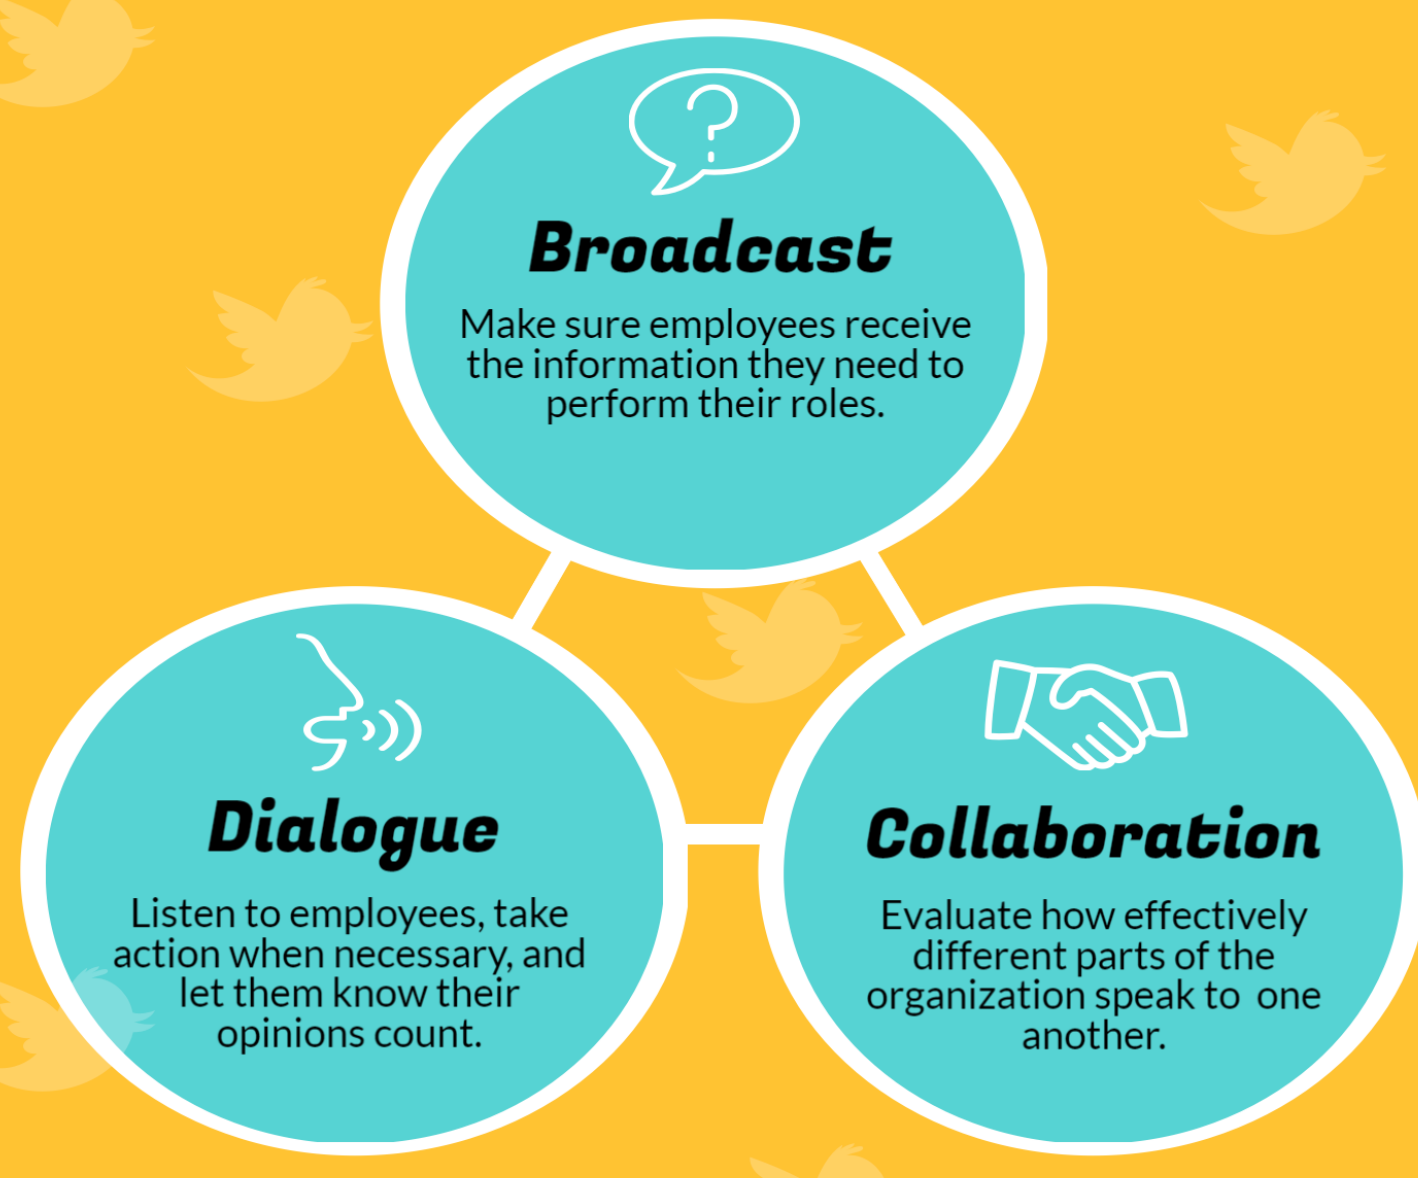 ?
Broadcast
Make sure employees receive
the information they need to
perform their roles.
Dialogue
Listen to employees, take
action when necessary, and
let them know their
opinions count.
Collaboration
Evaluate how effectively
different parts of the
organization speak to  one
another.